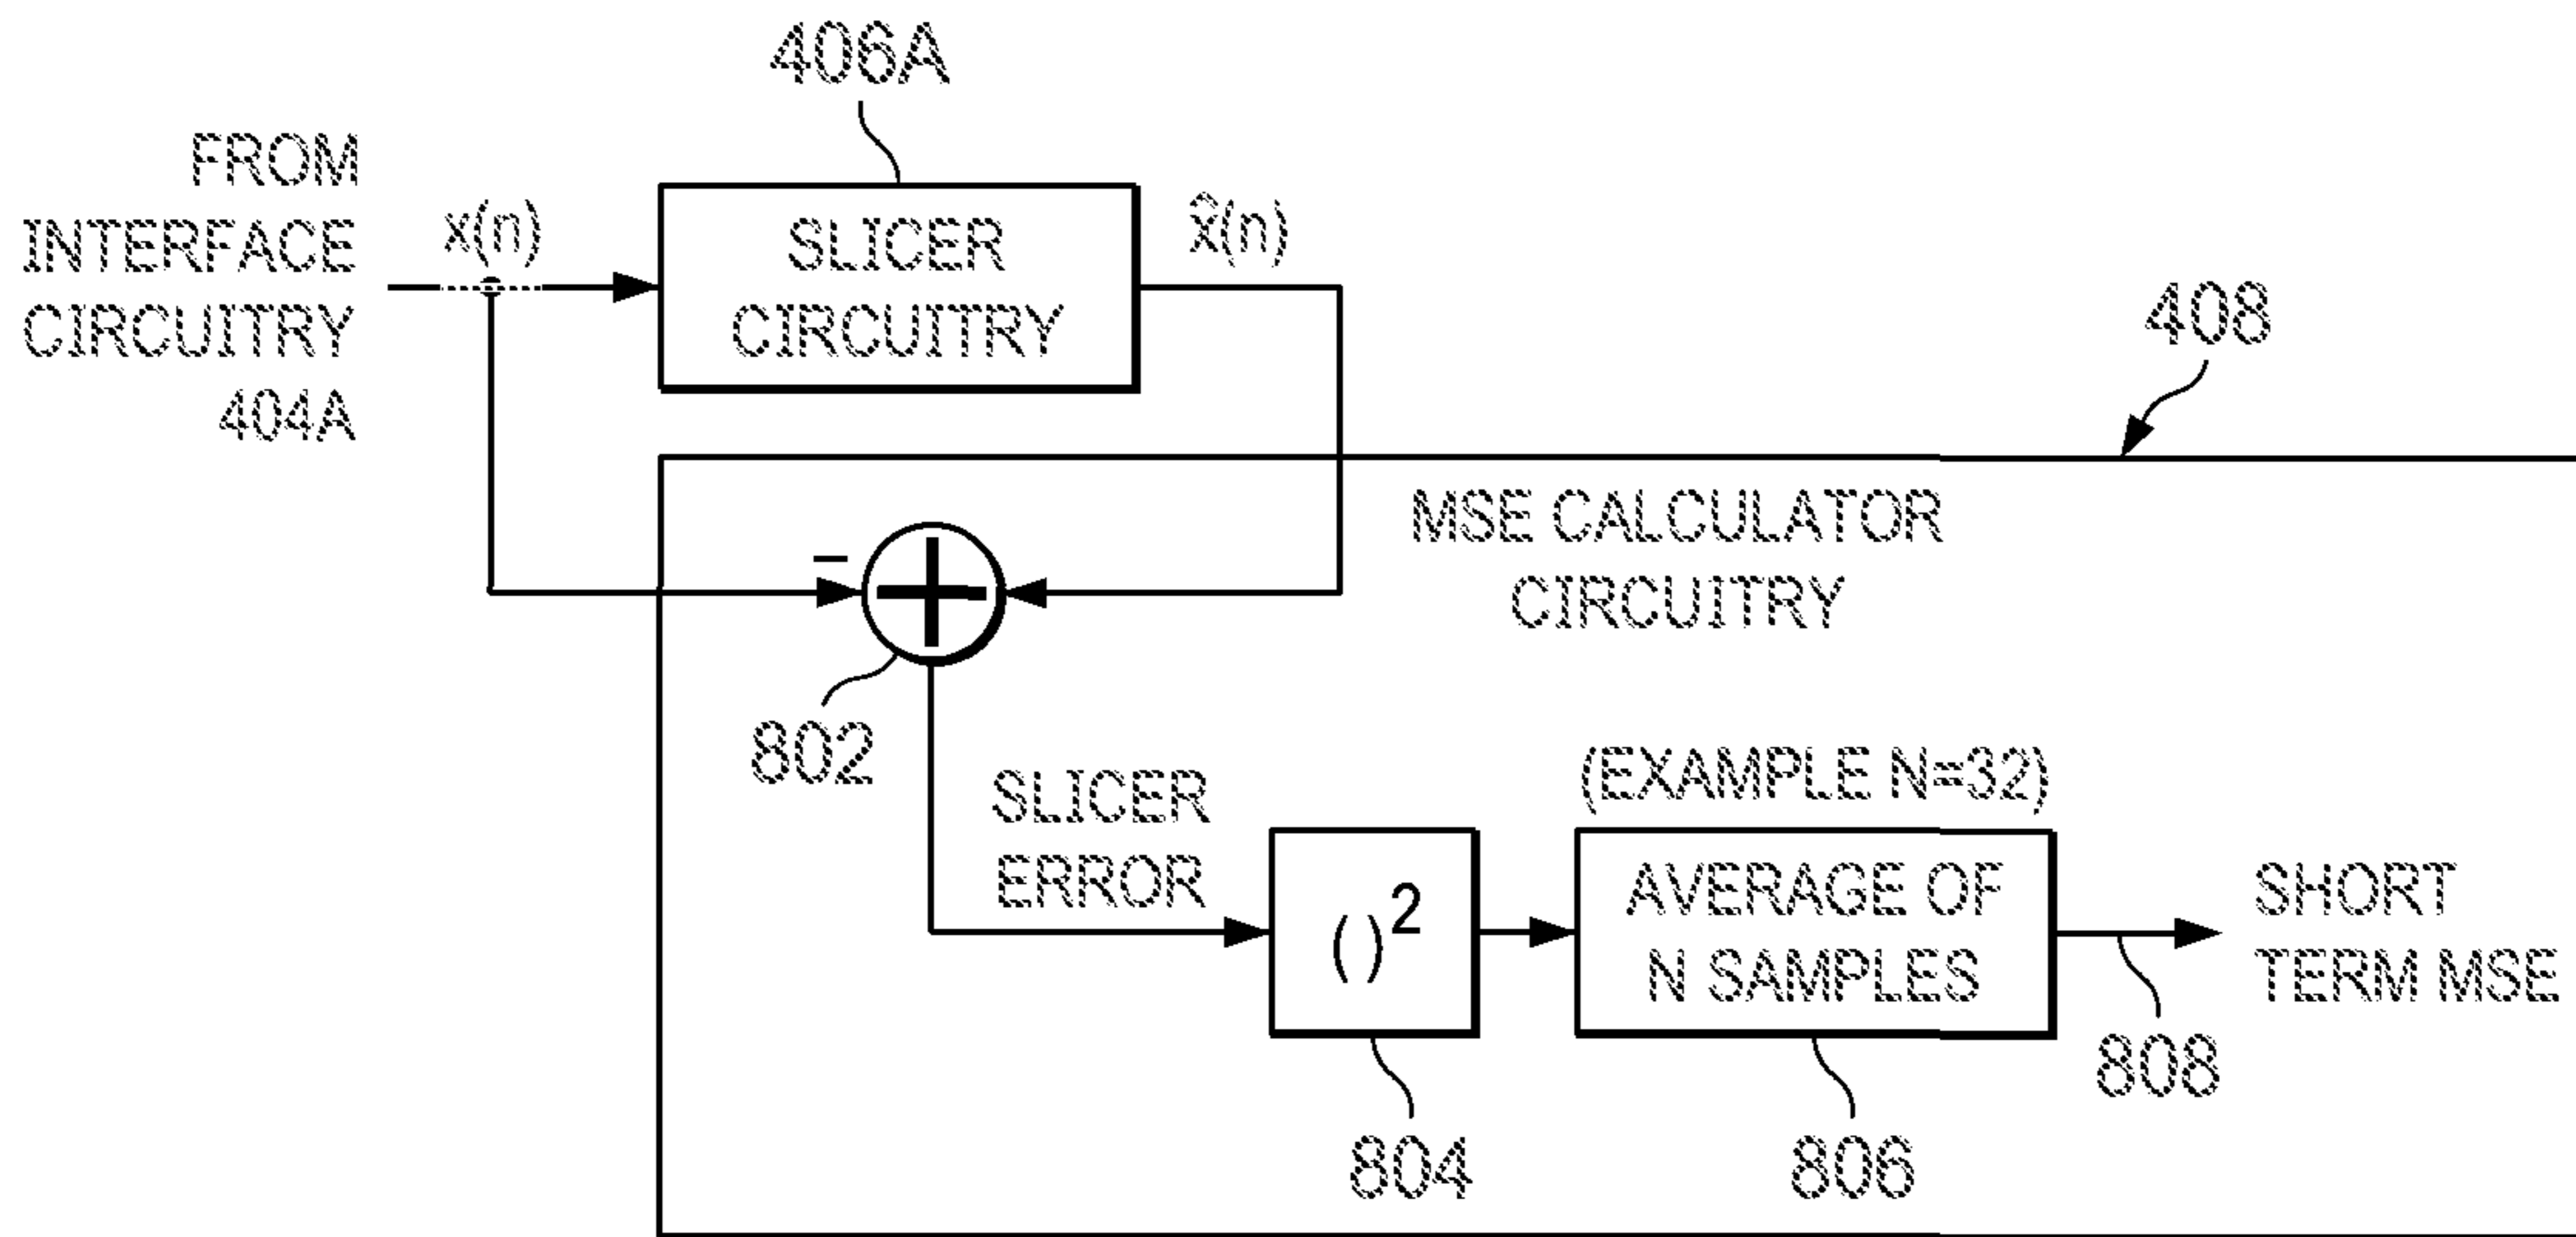 406A
FROM
INTERFACE
CIRCUITRY
404A
x(n)
SLICER
CIRCUITRY
x̂(n)
408
MSE CALCULATOR
CIRCUITRY
–
+
802
SLICER
ERROR
( )²
804
(EXAMPLE N=32)
AVERAGE OF
N SAMPLES
806
808
SHORT
TERM MSE